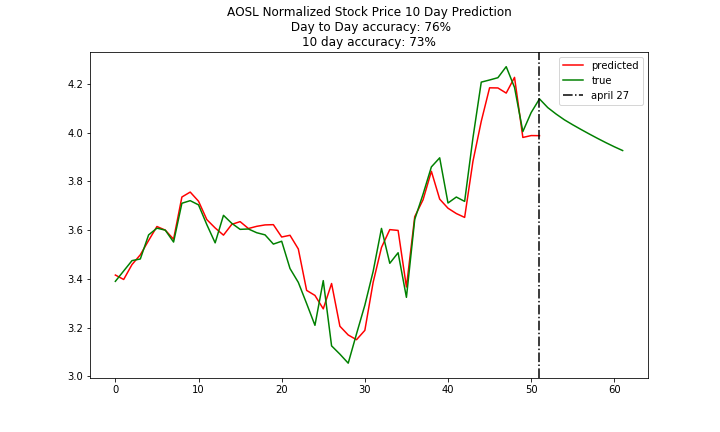 AOSL Normalized Stock Price 10 Day Prediction
Day to Day accuracy: 76%
10 day accuracy: 73%
predicted
true
april 27
4.2
4.0
3.8
3.6
3.4
3.2
3.0
0 10 20 30 40 50 60